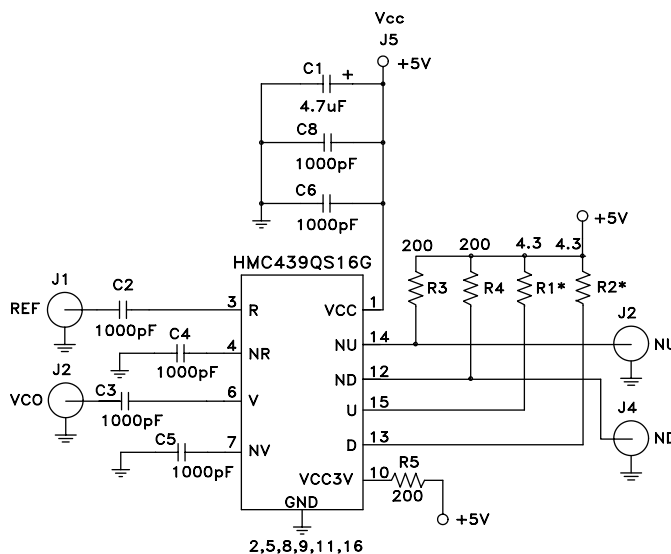 Vcc
J5
+5V
C1
+
4.7uF
C8
1000pF
C6
1000pF
+5V
200 200 4.3 4.3
HMC439QS16G
R3 R4 R1* R2*
J1
REF
C2
1000pF
3 R
VCC 1
C4
1000pF
4 NR
NU 14
J2
NU
J2
VCO
C3
1000pF
6 V
ND 12
U 15
J4
ND
C5
1000pF
7 NV
D 13
VCC3V 10
R5
200
+5V
GND
2,5,8,9,11,16